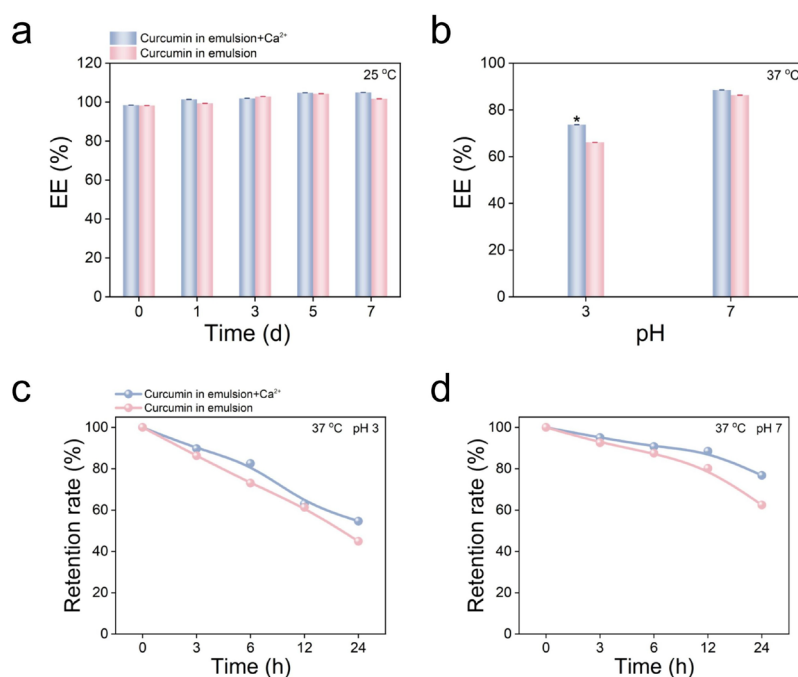 a
Curcumin in emulsion+Ca²⁺
Curcumin in emulsion
25 °C
EE (%)
120
100
80
60
40
20
0
0 1 3 5 7
Time (d)
b
37 °C
EE (%)
100
80
60
40
20
0
*
3 7
pH
c
Curcumin in emulsion+Ca²⁺
Curcumin in emulsion
37 °C pH 3
Retention rate (%)
100
80
60
40
20
0
0 3 6 12 24
Time (h)
d
37 °C pH 7
Retention rate (%)
100
80
60
40
20
0
0 3 6 12 24
Time (h)